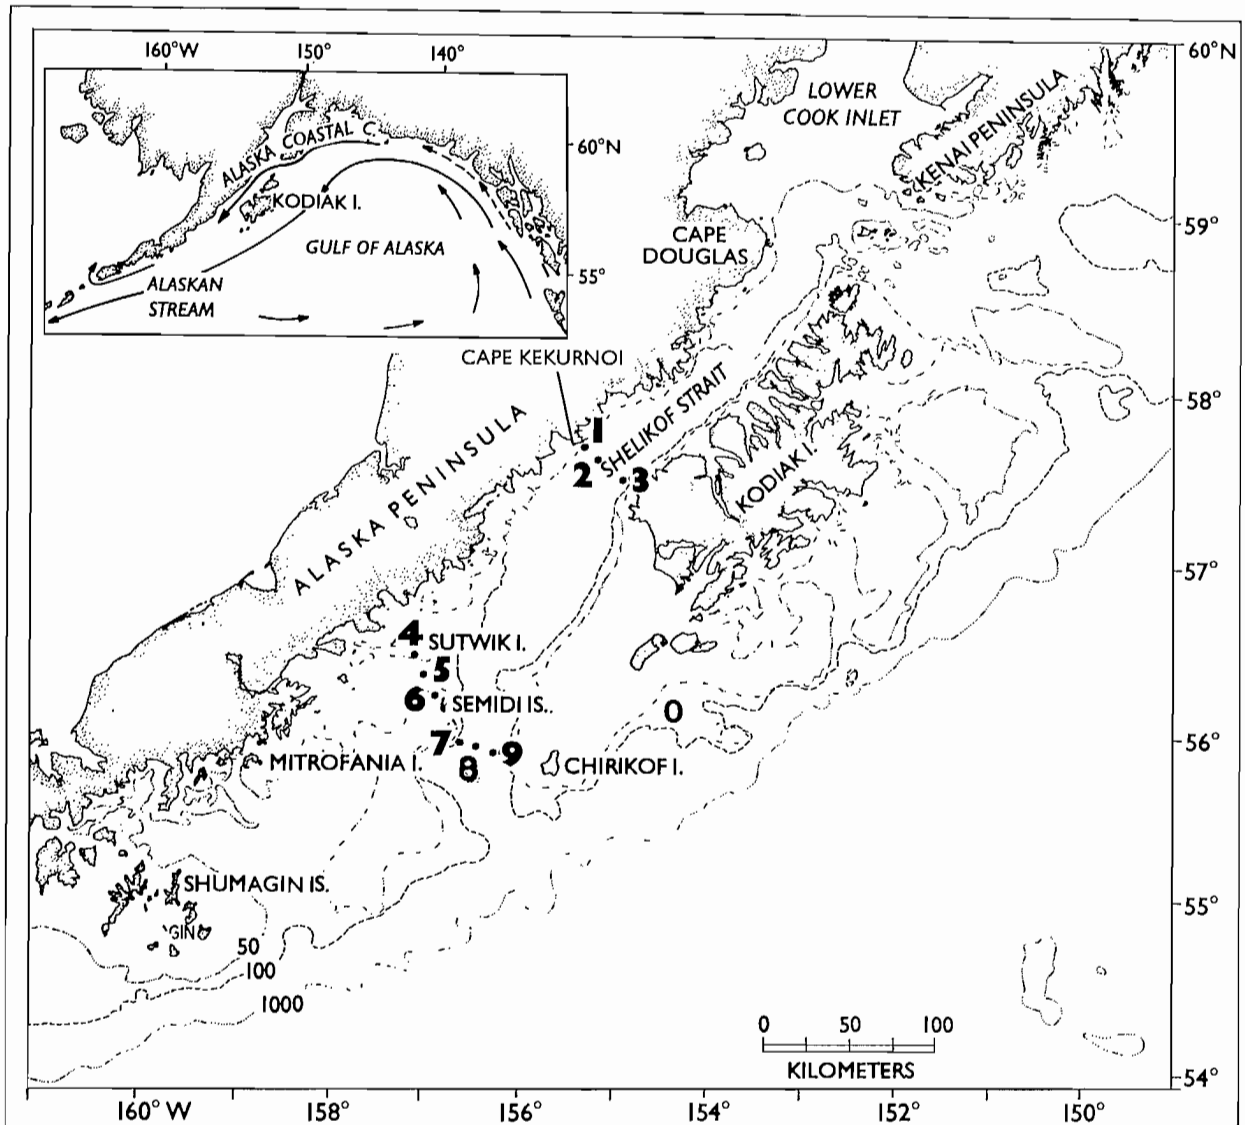 160°W 150° 140°
60°N
ALASKA COASTAL C.
KODIAK I.
GULF OF ALASKA
55°
ALASKAN
STREAM
60°N
LOWER
COOK INLET
KENAI PENINSULA
59°
CAPE
DOUGLAS
CAPE KEKURNOI
58°
SHELIKOF STRAIT
1
2
3
KODIAK I.
ALASKA PENINSULA
57°
4
SUTWIK I.
5
6
SEMIDI IS..
0
56°
7
8
9
MITROFANIA I.
CHIRIKOF I.
SHUMAGIN IS.
55°
GIN
50
100
1000
0 50 100
KILOMETERS
54°
160° W 158° 156° 154° 152° 150°